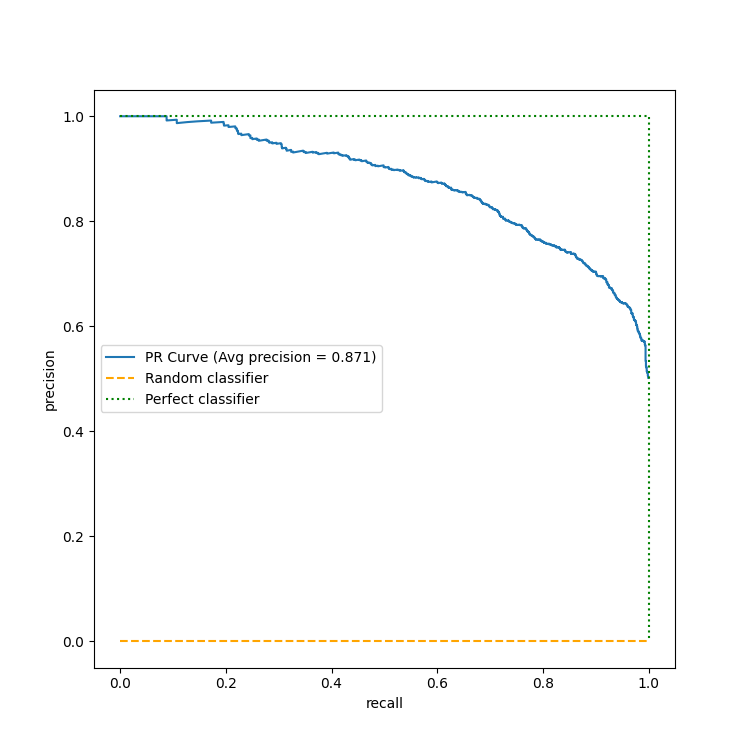 1.0
0.8
0.6
0.4
0.2
0.0
precision
PR Curve (Avg precision = 0.871)
Random classifier
Perfect classifier
0.0 0.2 0.4 0.6 0.8 1.0
recall